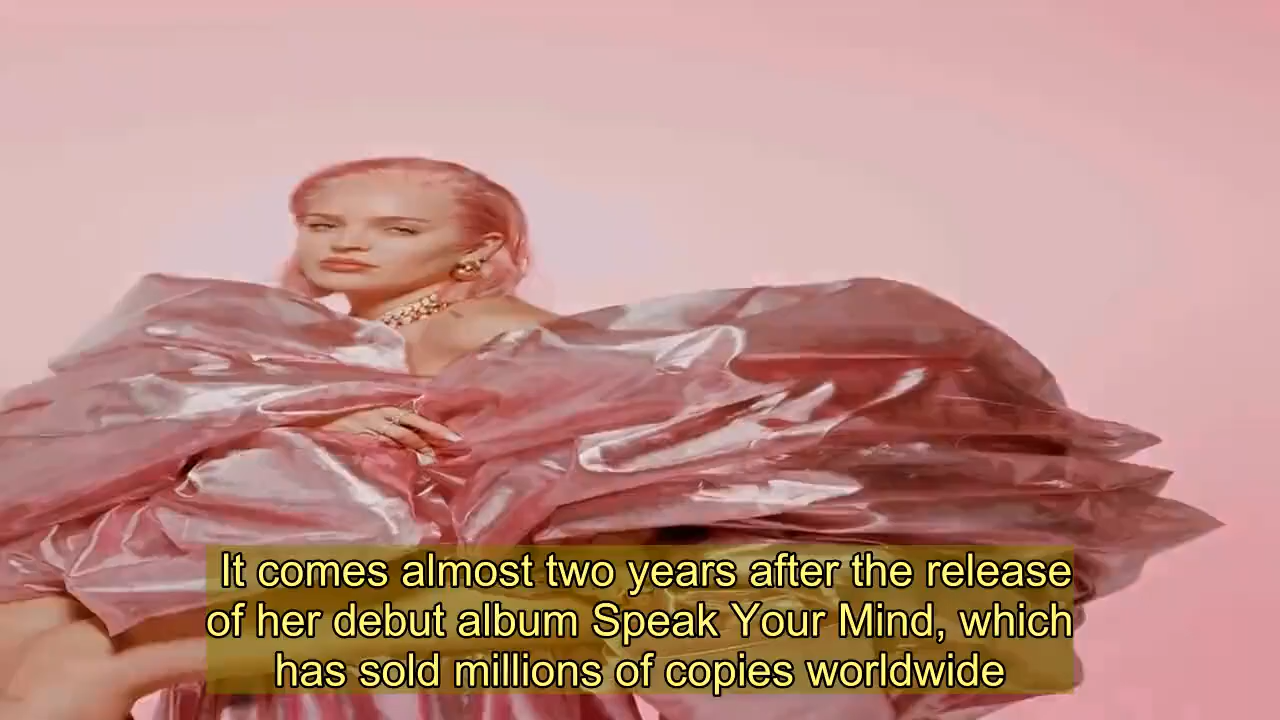 It comes almost two years after the release
of her debut album Speak Your Mind, which
has sold millions of copies worldwide